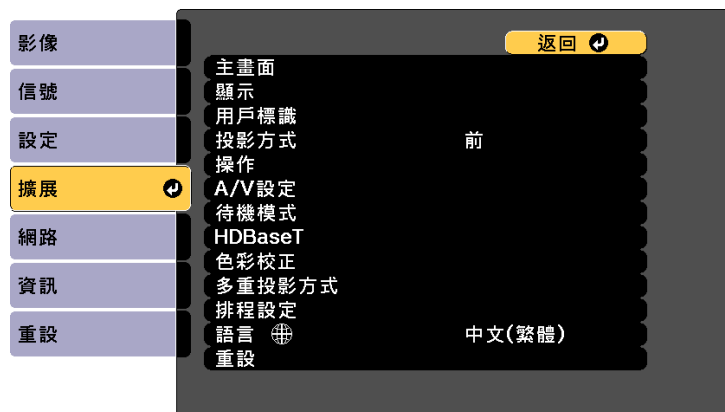 影像
信號
設定
擴展
網路
資訊
重設
返回
主畫面
顯示
用戶標識
投影方式 前
操作
A/V設定
待機模式
HDBaseT
色彩校正
多重投影方式
排程設定
語言 中文(繁體)
重設